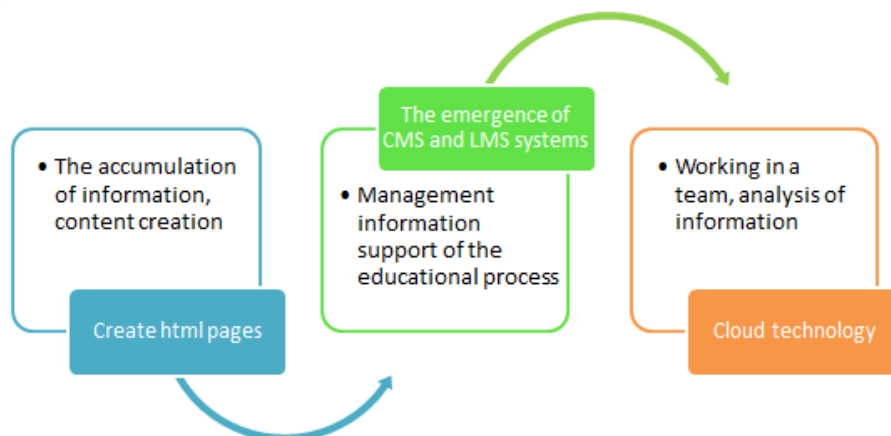 • The accumulation
of information,
content creation
Create html pages
The emergence of
CMS and LMS systems
• Management
information
support of the
educational process
• Working in a
team, analysis of
information
Cloud technology